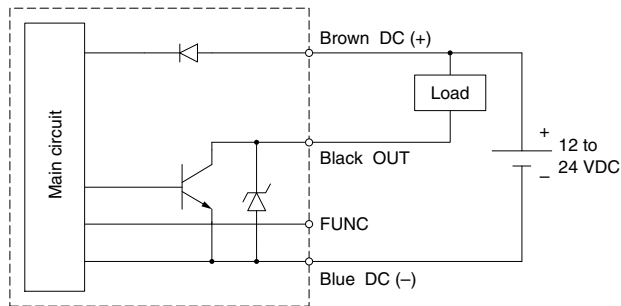 Brown DC (+)
Load
Main circuit
+
12 to
24 VDC
–
Black OUT
FUNC
Blue DC (–)